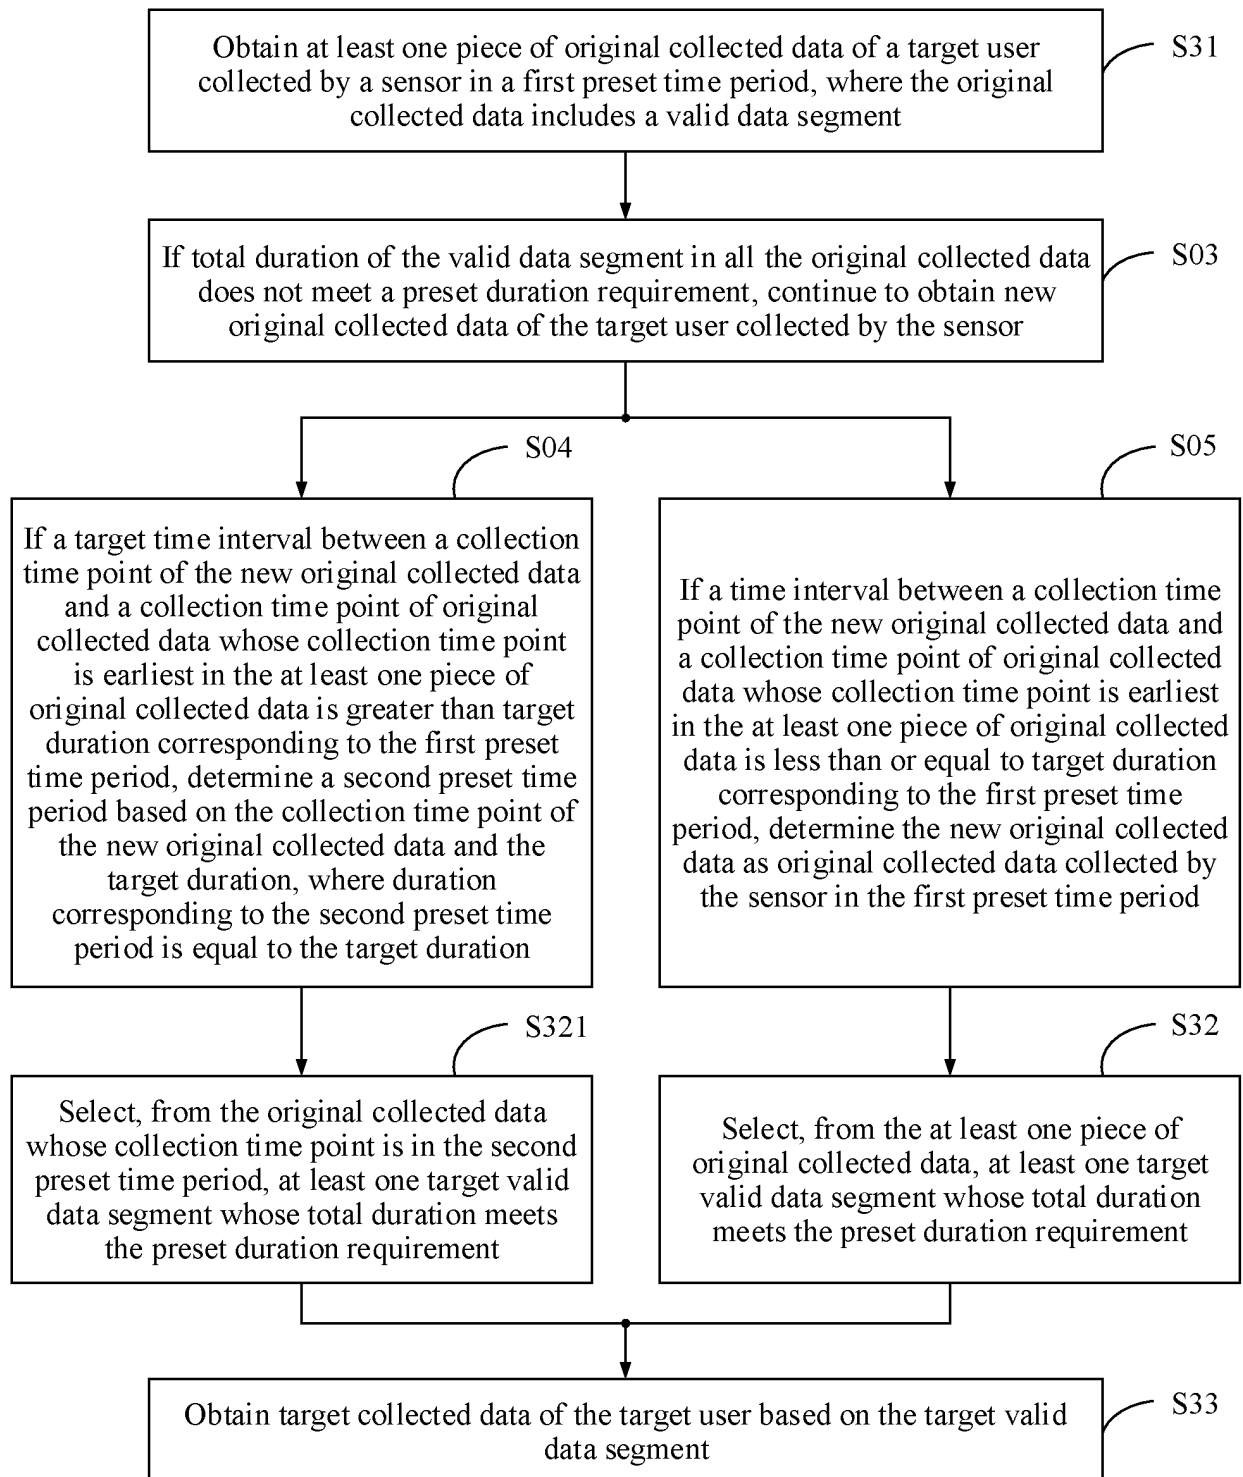 Obtain at least one piece of original collected data of a target user
collected by a sensor in a first preset time period, where the original
collected data includes a valid data segment
S31
If total duration of the valid data segment in all the original collected data
does not meet a preset duration requirement, continue to obtain new
original collected data of the target user collected by the sensor
S03
S04
If a target time interval between a collection
time point of the new original collected data
and a collection time point of original
collected data whose collection time point
is earliest in the at least one piece of
original collected data is greater than target
duration corresponding to the first preset
time period, determine a second preset time
period based on the collection time point of
the new original collected data and the
target duration, where duration
corresponding to the second preset time
period is equal to the target duration
S05
If a time interval between a collection time
point of the new original collected data and
a collection time point of original collected
data whose collection time point is earliest
in the at least one piece of original collected
data is less than or equal to target duration
corresponding to the first preset time
period, determine the new original collected
data as original collected data collected by
the sensor in the first preset time period
S321
Select, from the original collected data
whose collection time point is in the second
preset time period, at least one target valid
data segment whose total duration meets
the preset duration requirement
S32
Select, from the at least one piece of
original collected data, at least one target
valid data segment whose total duration
meets the preset duration requirement
Obtain target collected data of the target user based on the target valid
data segment
S33